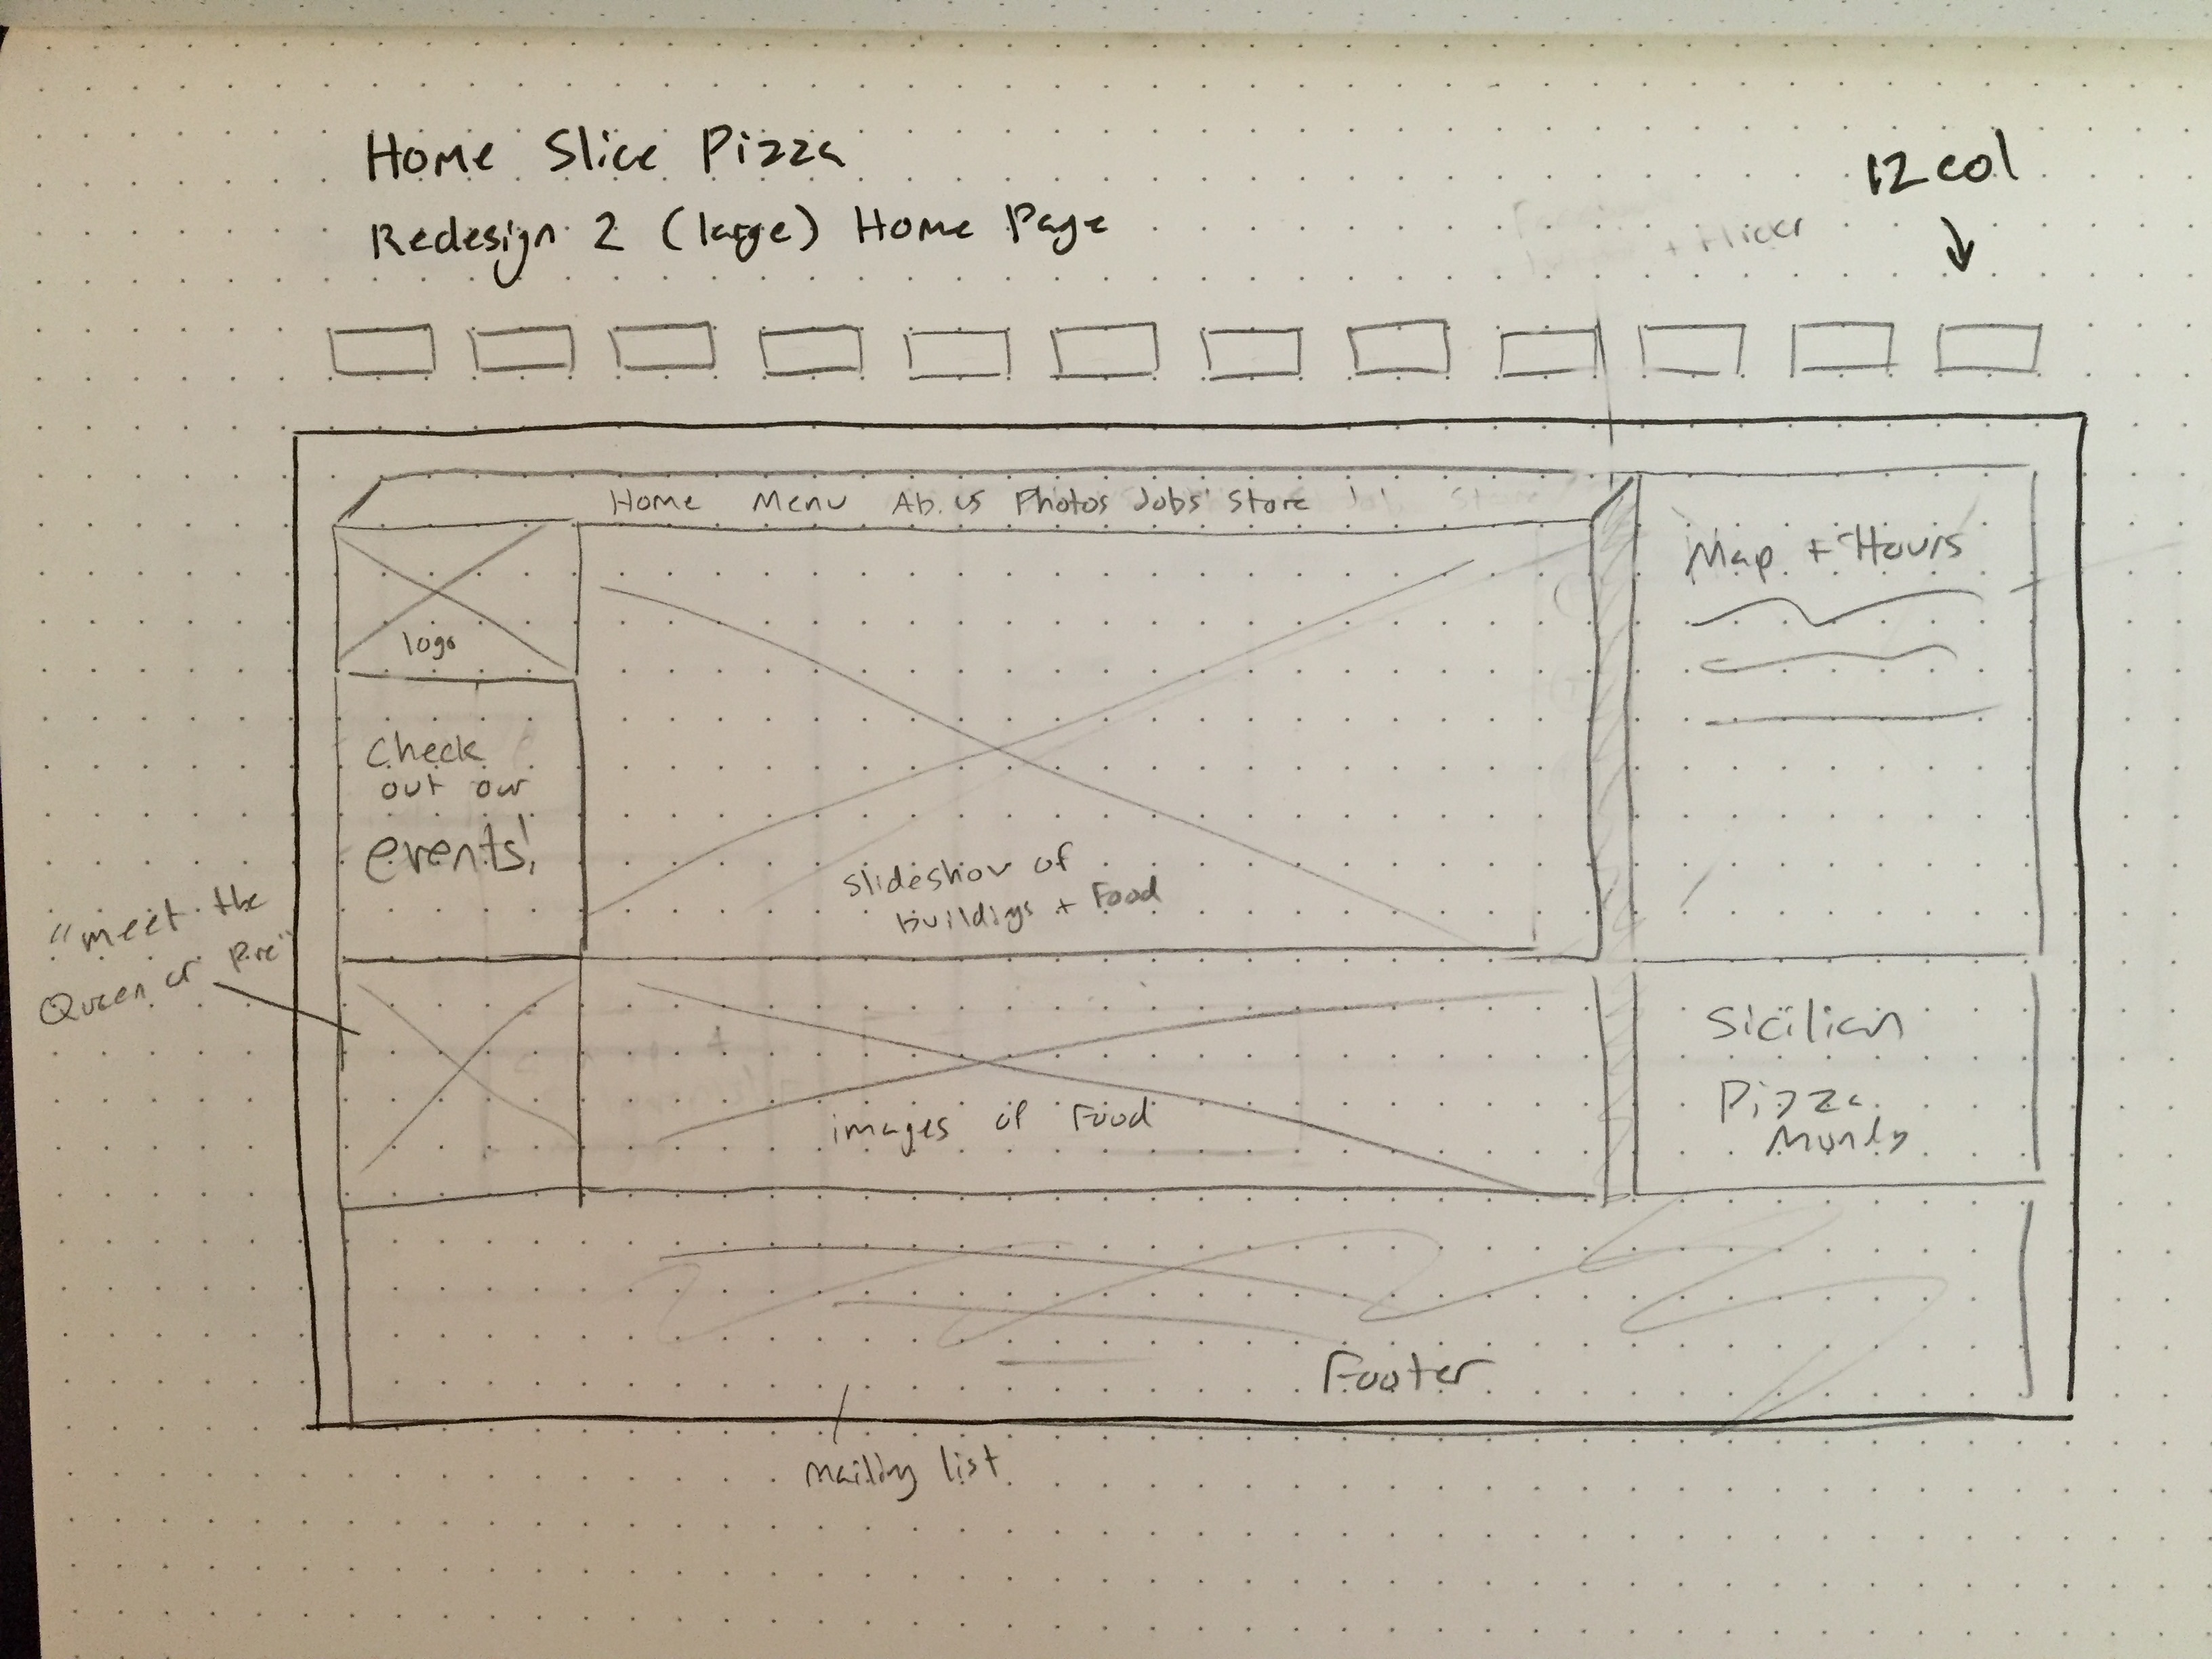 Home Slice Pizza
12 col
Redesign 2 (large) Home Page
+ Flickr
Home Menu Ab. us Photos Jobs Store
Map + Hours
logo
Check
out our
events!
slideshow of
buildings + Food
"meet the
Queen of Pie"
Sicilian
Pizza
images of Food
Footer
mailing list